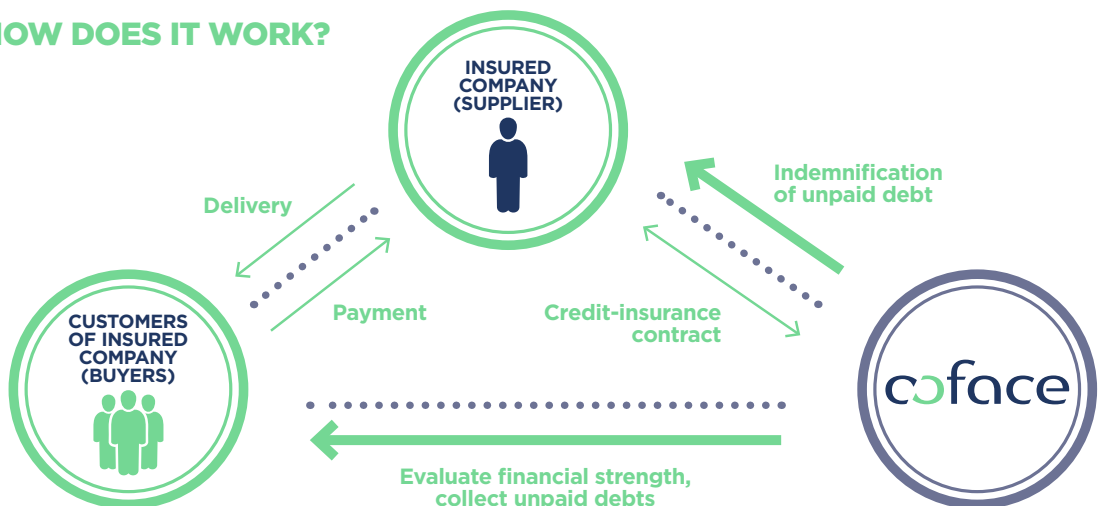 HOW DOES IT WORK?
INSURED
COMPANY
(SUPPLIER)
Indemnification
of unpaid debt
Delivery
Payment
Credit-insurance
contract
CUSTOMERS
OF INSURED
COMPANY
(BUYERS)
coface
Evaluate financial strength,
collect unpaid debts